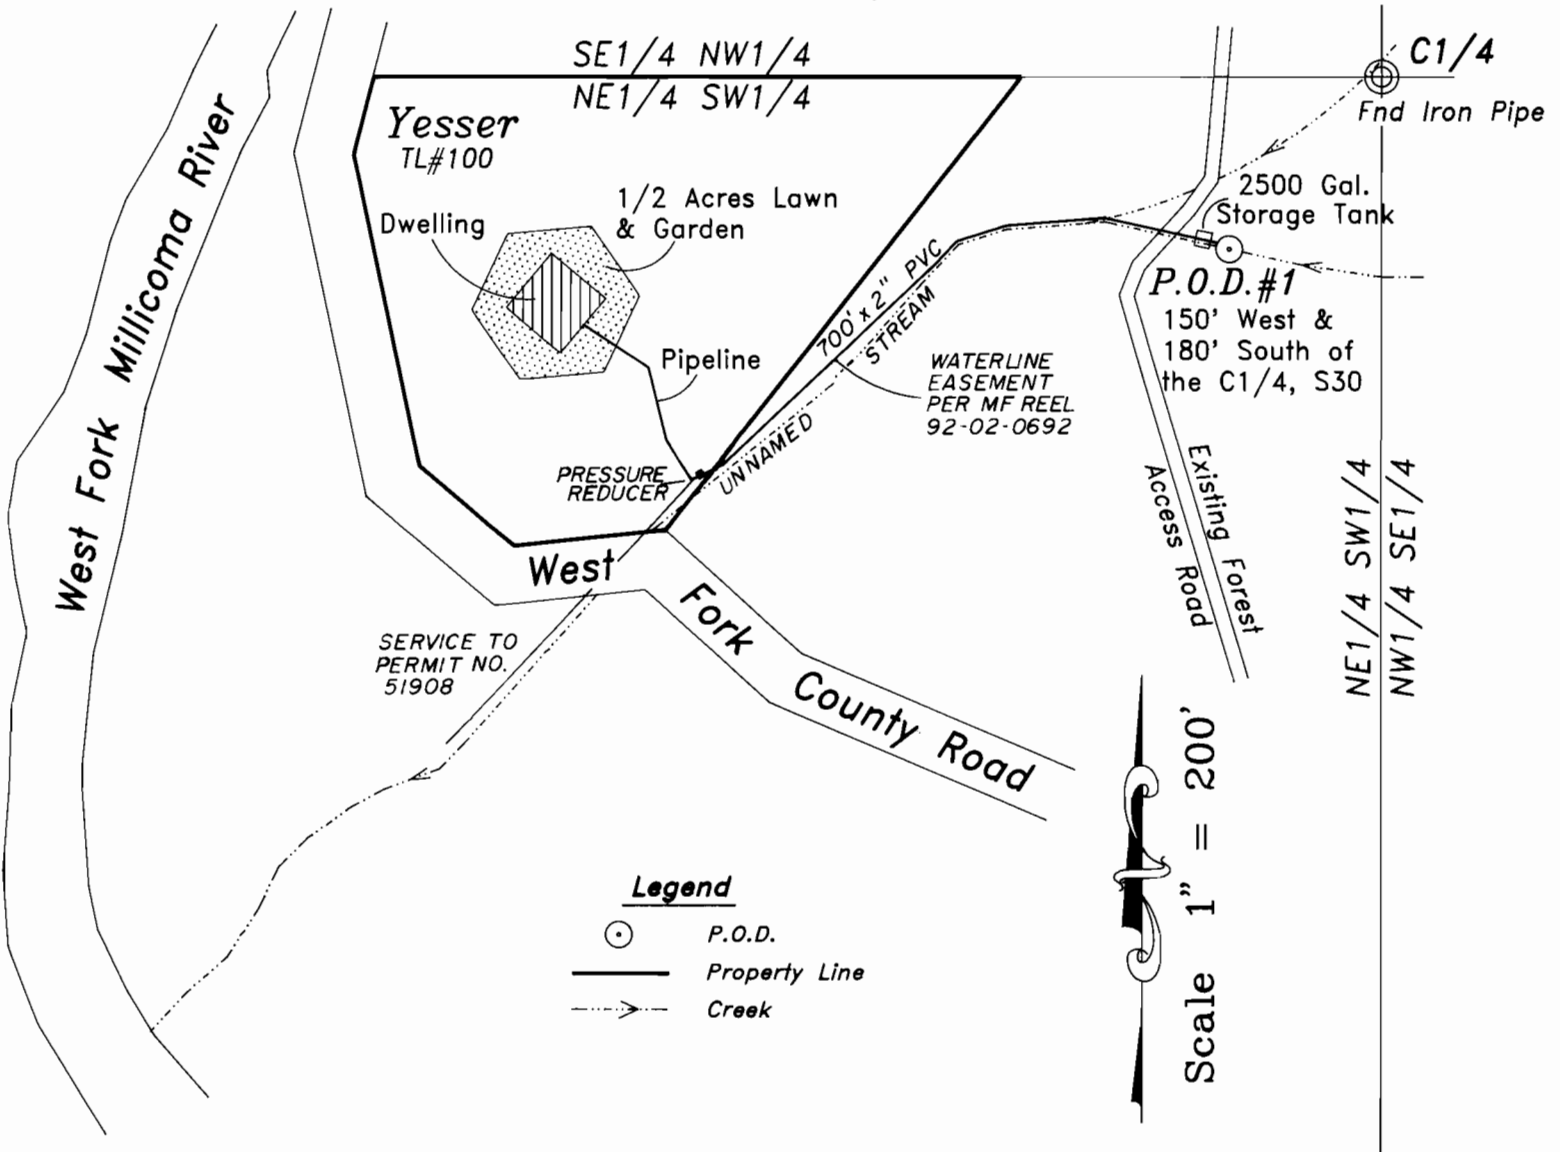 SE1/4 NW1/4
NE1/4 SW1/4
C1/4
Fnd Iron Pipe
Yesser
TL#100
1/2 Acres Lawn
& Garden
Dwelling
2500 Gal.
Storage Tank
P.O.D.#1
150' West &
180' South of
the C1/4, S30
West Fork Millicoma River
700' x 2" PVC
UNNAMED STREAM
WATERLINE
EASEMENT
PER MF REEL
92-02-0692
Pipeline
PRESSURE
REDUCER
Existing Forest
Access Road
NE1/4 SW1/4
NW1/4 SE1/4
West Fork County Road
SERVICE TO
PERMIT NO.
51908
Scale 1" = 200'
Legend
P.O.D.
Property Line
Creek